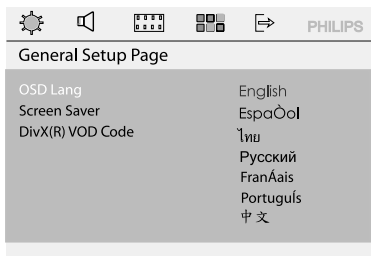 PHILIPS
General Setup Page
OSD Lang
Screen Saver
DivX(R) VOD Code
English
EspaÒol
ไทย
Русский
FranÁais
PortuguÍs
中文